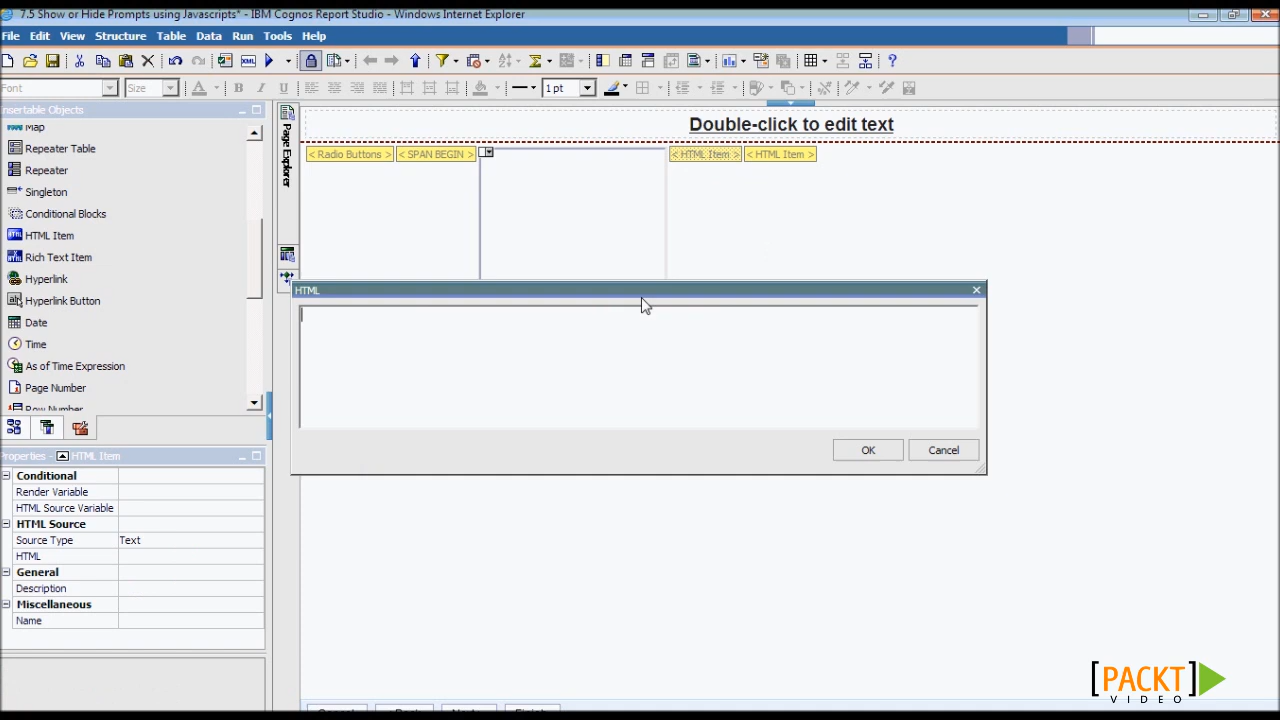 7.5 Show or Hide Prompts using Javascripts* - IBM Cognos Report Studio - Windows Internet Explorer
File Edit View Structure Table Data Run Tools Help
Font Size 1 pt
Insertable Objects
Map
Repeater Table
Repeater
Singleton
Conditional Blocks
HTML Item
Rich Text Item
Hyperlink
Hyperlink Button
Date
Time
As of Time Expression
Page Number
Row Number
Properties - HTML Item
Conditional
Render Variable
HTML Source Variable
HTML Source
Source Type Text
HTML
General
Description
Miscellaneous
Name
Page Explorer
Double-click to edit text
< Radio Buttons > < SPAN BEGIN > < HTML Item > < HTML Item >
HTML
OK Cancel
[PACKT]
VIDEO